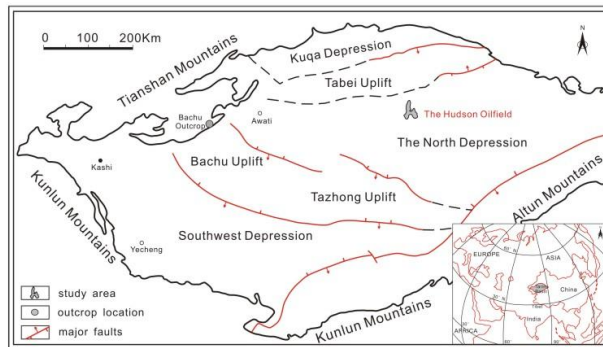 0 100 200Km
N
Tianshan Mountains
Kuqa Depression
Tabei Uplift
Bachu
Outcrop
Awati
The Hudson Oilfield
The North Depression
Kashi
Bachu Uplift
Tazhong Uplift
Altun Mountains
Kunlun Mountains
Yecheng
Southwest Depression
Kunlun Mountains
study area
outcrop location
major faults
EUROPE
ASIA
China
India
AFRICA